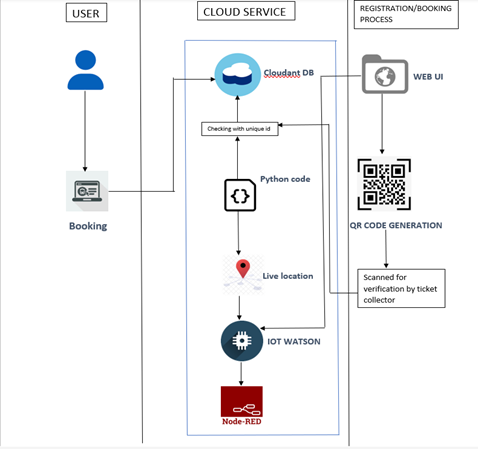 USER
CLOUD SERVICE
REGISTRATION/BOOKING
PROCESS
Cloudant DB
WEB UI
Checking with unique id
Python code
Booking
QR CODE GENERATION
Live location
Scanned for
verification by ticket
collector
IOT WATSON
Node-RED